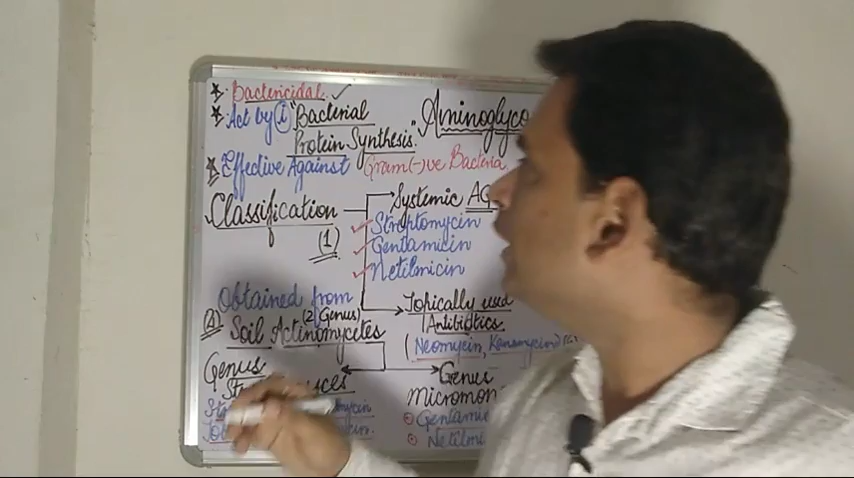 Bactericidal
Aminoglyco
Act by (i) "Bacterial
Protein Synthesis."
Effective Against Gram(-)ve Bacteria
Classification
Systemic AG
(1)
Streptomycin
Gentamicin
Netilmicin
Topically used
Antibiotics
(Neomycin, Kanamycin)
Obtained from
(2) Soil Actinomycetes
(2 Genus)
Genus
Genus
Micromon
Gentami
Netilmi